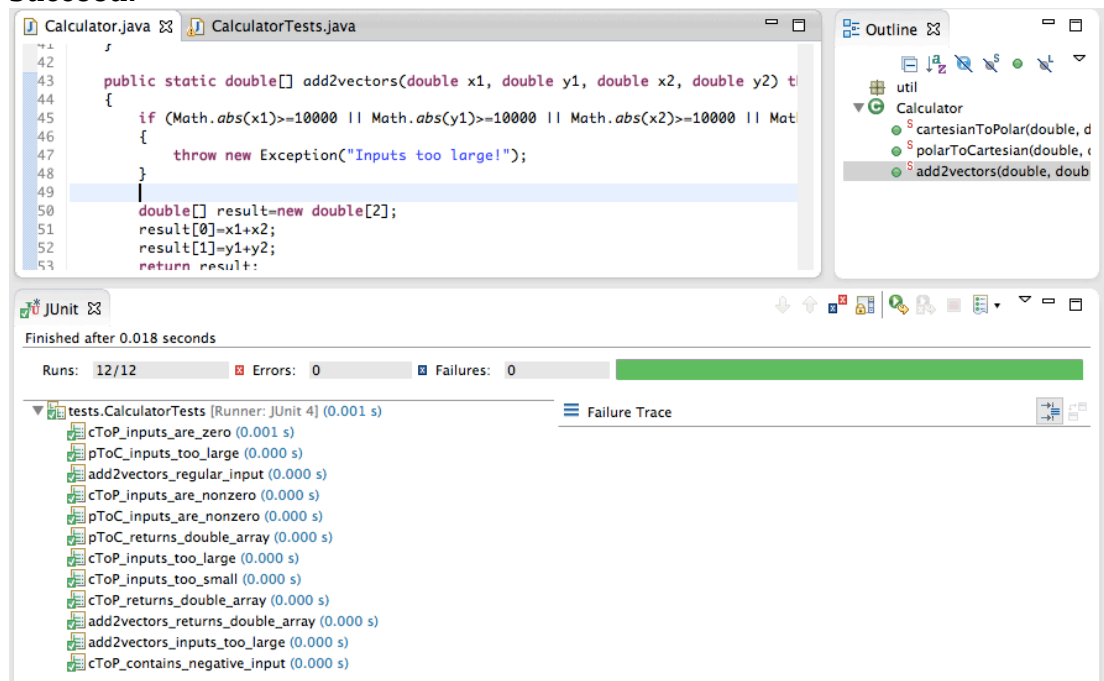 Calculator.java
CalculatorTests.java
41 }
42
43 public static double[] add2vectors(double x1, double y1, double x2, double y2) t
44 {
45 if (Math.abs(x1)>=10000 || Math.abs(y1)>=10000 || Math.abs(x2)>=10000 || Mat
46 {
47 throw new Exception("Inputs too large!");
48 }
49
50 double[] result=new double[2];
51 result[0]=x1+x2;
52 result[1]=y1+y2;
53 return result;
Outline
util
Calculator
S cartesianToPolar(double, d
S polarToCartesian(double,
S add2vectors(double, doub
JUnit
Finished after 0.018 seconds
Runs: 12/12 Errors: 0 Failures: 0
tests.CalculatorTests [Runner: JUnit 4] (0.001 s)
cToP_inputs_are_zero (0.001 s)
pToC_inputs_too_large (0.000 s)
add2vectors_regular_input (0.000 s)
cToP_inputs_are_nonzero (0.000 s)
pToC_inputs_are_nonzero (0.000 s)
pToC_returns_double_array (0.000 s)
cToP_inputs_too_large (0.000 s)
cToP_inputs_too_small (0.000 s)
cToP_returns_double_array (0.000 s)
add2vectors_returns_double_array (0.000 s)
add2vectors_inputs_too_large (0.000 s)
cToP_contains_negative_input (0.000 s)
Failure Trace